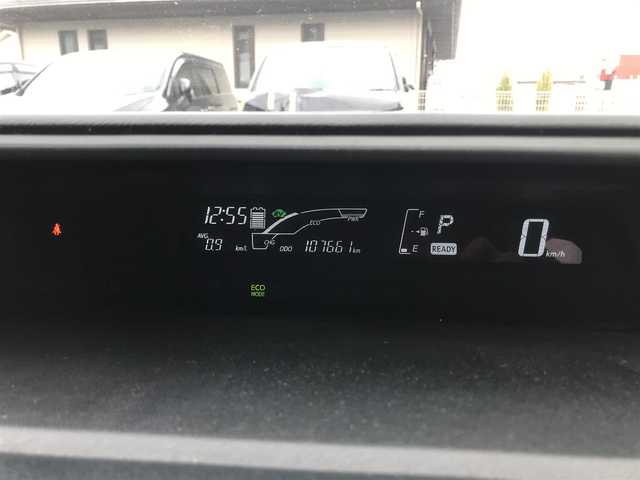 12:55
AVG
0.9 km/L
CHG
ECO
PWR
ODO 107661 km
ECO
MODE
F
E
P
READY
0 km/h